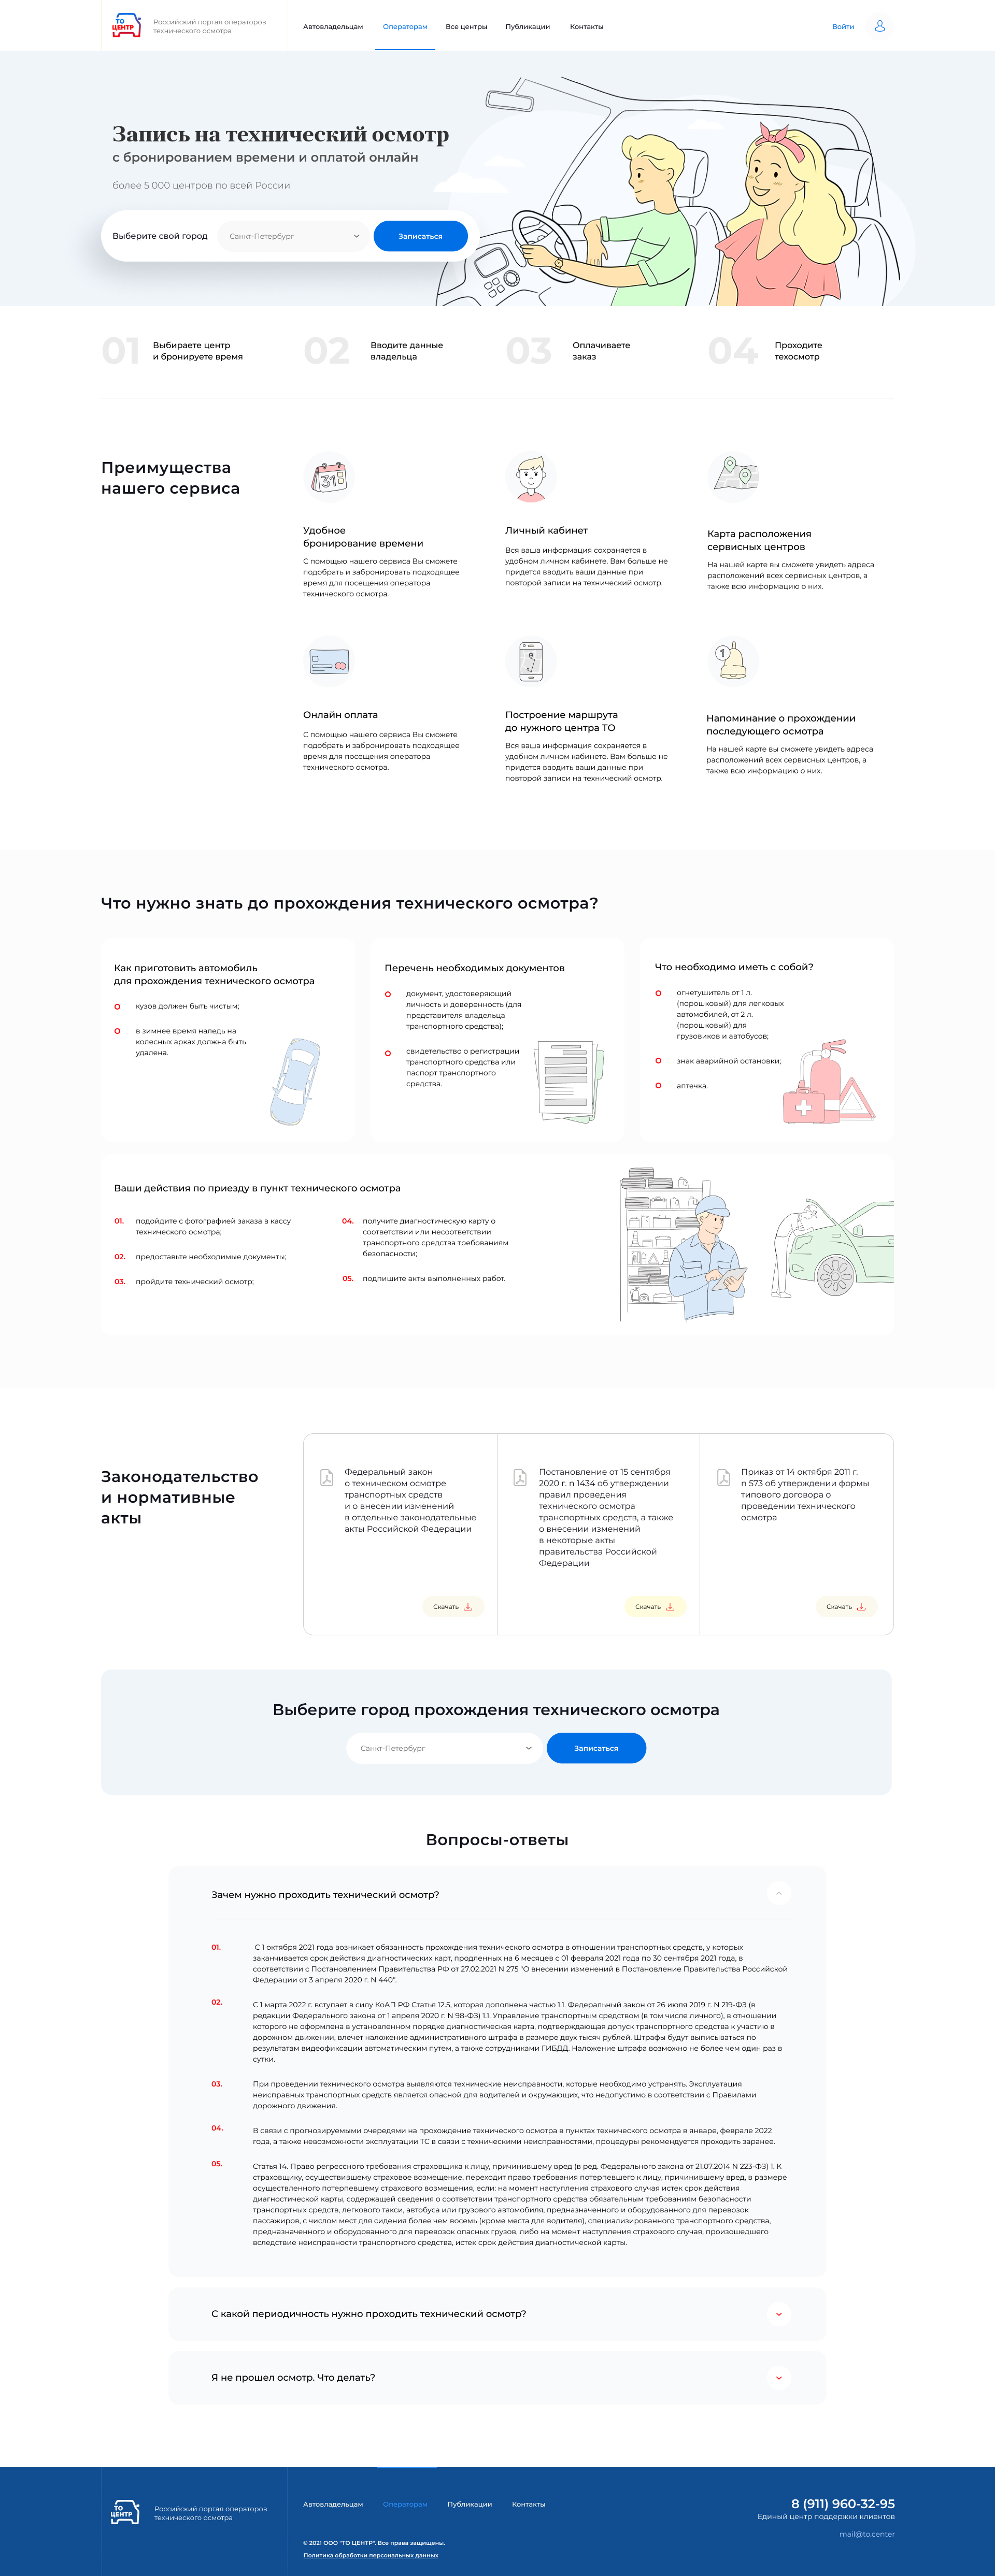 ТО
ЦЕНТР
Российский портал операторов
технического осмотра
Автовладельцам
Операторам
Все центры
Публикации
Контакты
Войти
Запись на технический осмотр
с бронированием времени и оплатой онлайн
более 5 000 центров по всей России
Выберите свой город
Санкт-Петербург
Записаться
01
Выбираете центр
и бронируете время
02
Вводите данные
владельца
03
Оплачиваете
заказ
04
Проходите
техосмотр
Преимущества
нашего сервиса
31
Удобное
бронирование времени
С помощью нашего сервиса Вы сможете
подобрать и забронировать подходящее
время для посещения оператора
технического осмотра.
Личный кабинет
Вся ваша информация сохраняется в
удобном личном кабинете. Вам больше не
придется вводить ваши данные при
повторой записи на технический осмотр.
Карта расположения
сервисных центров
На нашей карте вы сможете увидеть адреса
расположений всех сервисных центров, а
также всю информацию о них.
Онлайн оплата
С помощью нашего сервиса Вы сможете
подобрать и забронировать подходящее
время для посещения оператора
технического осмотра.
Построение маршрута
до нужного центра ТО
Вся ваша информация сохраняется в
удобном личном кабинете. Вам больше не
придется вводить ваши данные при
повторой записи на технический осмотр.
1
Напоминание о прохождении
последующего осмотра
На нашей карте вы сможете увидеть адреса
расположений всех сервисных центров, а
также всю информацию о них.
Что нужно знать до прохождения технического осмотра?
Как приготовить автомобиль
для прохождения технического осмотра
кузов должен быть чистым;
в зимнее время наледь на
колесных арках должна быть
удалена.
Перечень необходимых документов
документ, удостоверяющий
личность и доверенность (для
представителя владельца
транспортного средства);
свидетельство о регистрации
транспортного средства или
паспорт транспортного
средства.
Что необходимо иметь с собой?
огнетушитель от 1 л.
(порошковый) для легковых
автомобилей, от 2 л.
(порошковый) для
грузовиков и автобусов;
знак аварийной остановки;
аптечка.
Ваши действия по приезду в пункт технического осмотра
01.
подойдите с фотографией заказа в кассу
технического осмотра;
02.
предоставьте необходимые документы;
03.
пройдите технический осмотр;
04.
получите диагностическую карту о
соответствии или несоответствии
транспортного средства требованиям
безопасности;
05.
подпишите акты выполненных работ.
Законодательство
и нормативные
акты
Федеральный закон
о техническом осмотре
транспортных средств
и о внесении изменений
в отдельные законодательные
акты Российской Федерации
Скачать
Постановление от 15 сентября
2020 г. n 1434 об утверждении
правил проведения
технического осмотра
транспортных средств, а также
о внесении изменений
в некоторые акты
правительства Российской
Федерации
Скачать
Приказ от 14 октября 2011 г.
n 573 об утверждении формы
типового договора о
проведении технического
осмотра
Скачать
Выберите город прохождения технического осмотра
Санкт-Петербург
Записаться
Вопросы-ответы
Зачем нужно проходить технический осмотр?
01.
С 1 октября 2021 года возникает обязанность прохождения технического осмотра в отношении транспортных средств, у которых
заканчивается срок действия диагностических карт, продленных на 6 месяцев с 01 февраля 2021 года по 30 сентября 2021 года, в
соответствии с Постановлением Правительства РФ от 27.02.2021 N 275 "О внесении изменений в Постановление Правительства Российской
Федерации от 3 апреля 2020 г. N 440".
02.
С 1 марта 2022 г. вступает в силу КоАП РФ Статья 12.5, которая дополнена частью 1.1. Федеральный закон от 26 июля 2019 г. N 219-ФЗ (в
редакции Федерального закона от 1 апреля 2020 г. N 98-ФЗ) 1.1. Управление транспортным средством (в том числе личного), в отношении
которого не оформлена в установленном порядке диагностическая карта, подтверждающая допуск транспортного средства к участию в
дорожном движении, влечет наложение административного штрафа в размере двух тысяч рублей. Штрафы будут выписываться по
результатам видеофиксации автоматическим путем, а также сотрудниками ГИБДД. Наложение штрафа возможно не более чем один раз в
сутки.
03.
При проведении технического осмотра выявляются технические неисправности, которые необходимо устранять. Эксплуатация
неисправных транспортных средств является опасной для водителей и окружающих, что недопустимо в соответствии с Правилами
дорожного движения.
04.
В связи с прогнозируемыми очередями на прохождение технического осмотра в пунктах технического осмотра в январе, феврале 2022
года, а также невозможности эксплуатации ТС в связи с техническими неисправностями, процедуры рекомендуется проходить заранее.
05.
Статья 14. Право регрессного требования страховщика к лицу, причинившему вред (в ред. Федерального закона от 21.07.2014 N 223-ФЗ) 1. К
страховщику, осуществившему страховое возмещение, переходит право требования потерпевшего к лицу, причинившему вред, в размере
осуществленного потерпевшему страхового возмещения, если: на момент наступления страхового случая истек срок действия
диагностической карты, содержащей сведения о соответствии транспортного средства обязательным требованиям безопасности
транспортных средств, легкового такси, автобуса или грузового автомобиля, предназначенного и оборудованного для перевозок
пассажиров, с числом мест для сидения более чем восемь (кроме места для водителя), специализированного транспортного средства,
предназначенного и оборудованного для перевозок опасных грузов, либо на момент наступления страхового случая, произошедшего
вследствие неисправности транспортного средства, истек срок действия диагностической карты.
С какой периодичность нужно проходить технический осмотр?
Я не прошел осмотр. Что делать?
ТО
ЦЕНТР
Российский портал операторов
технического осмотра
Автовладельцам
Операторам
Публикации
Контакты
© 2021 ООО "ТО ЦЕНТР". Все права защищены.
Политика обработки персональных данных
8 (911) 960-32-95
Единый центр поддержки клиентов
mail@to.center